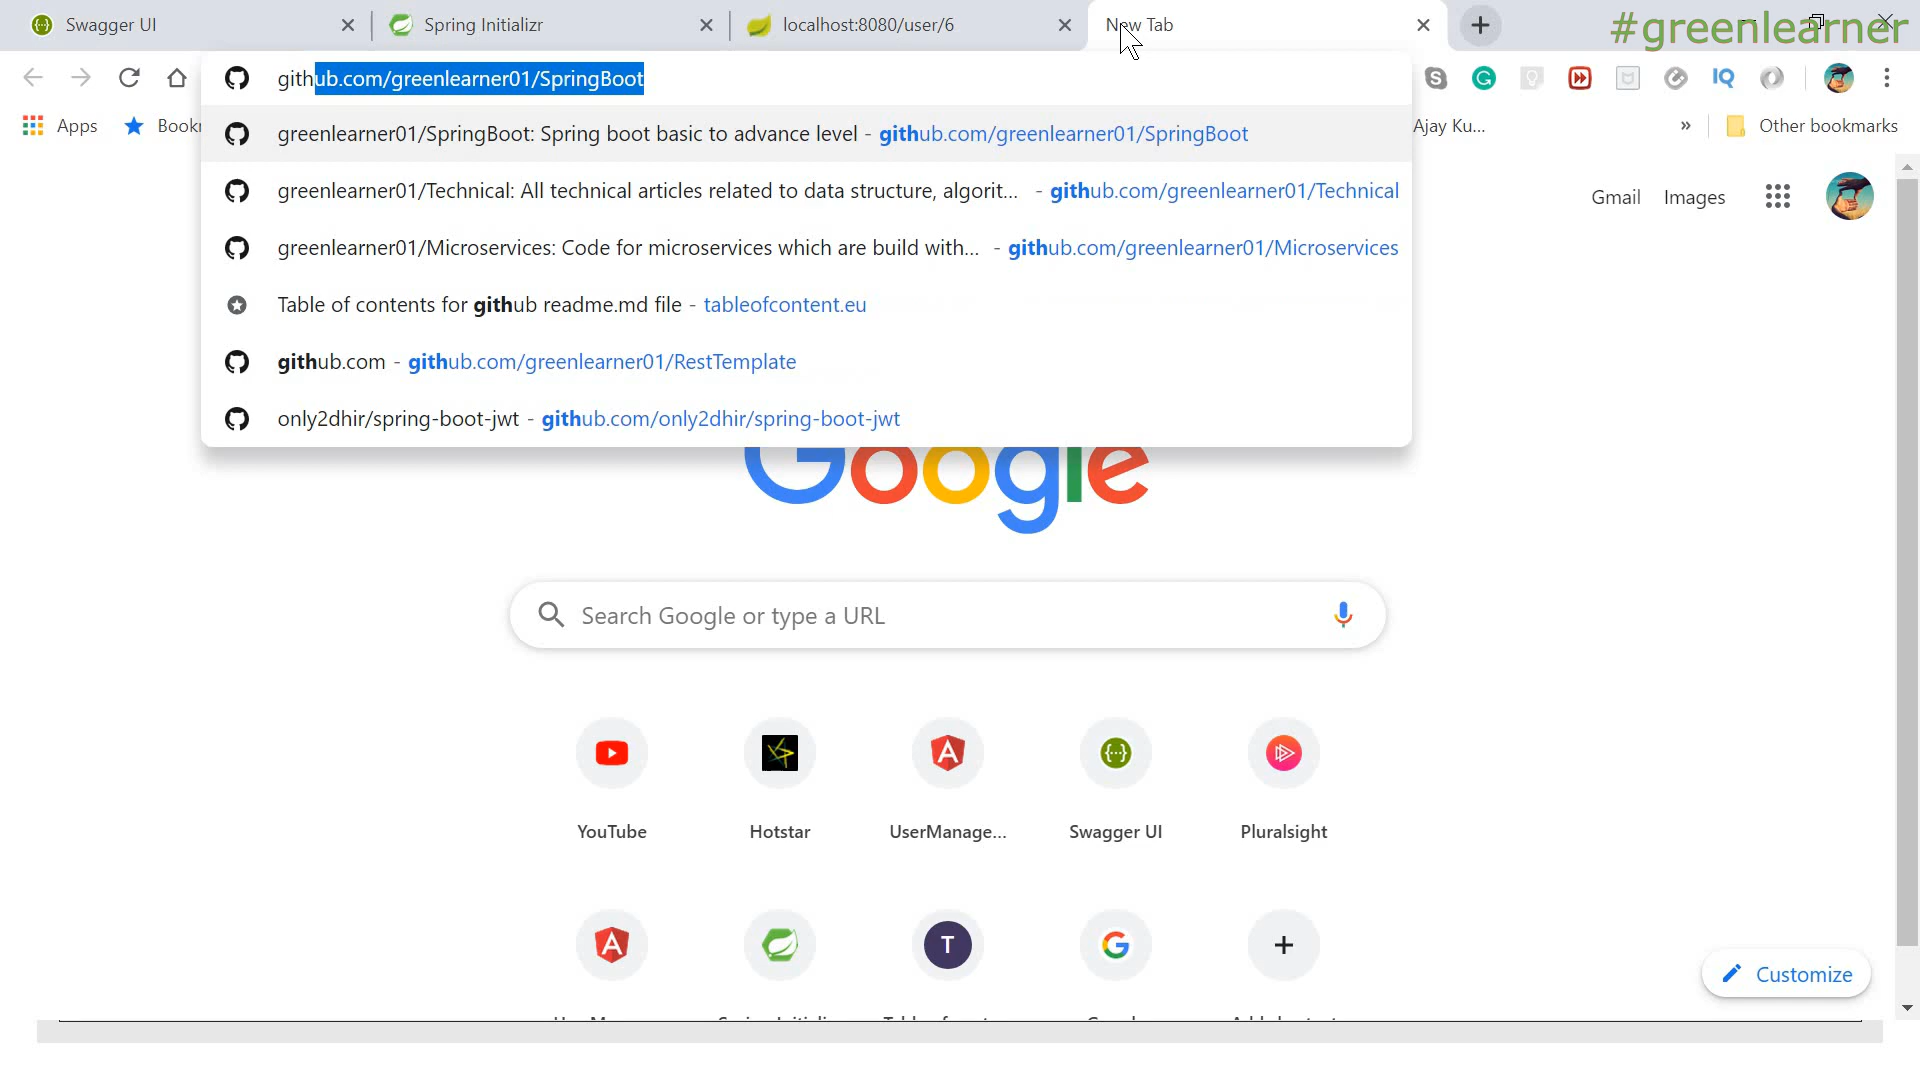 Swagger UI
Spring Initializr
localhost:8080/user/6
New Tab
#greenlearner
github.com/greenlearner01/SpringBoot
Apps
Ajay Ku...
»
Other bookmarks
greenlearner01/SpringBoot: Spring boot basic to advance level - github.com/greenlearner01/SpringBoot
greenlearner01/Technical: All technical articles related to data structure, algorit... - github.com/greenlearner01/Technical
greenlearner01/Microservices: Code for microservices which are build with... - github.com/greenlearner01/Microservices
Table of contents for github readme.md file - tableofcontent.eu
github.com - github.com/greenlearner01/RestTemplate
only2dhir/spring-boot-jwt - github.com/only2dhir/spring-boot-jwt
Gmail
Images
Google
Search Google or type a URL
YouTube
Hotstar
UserManage...
Swagger UI
Pluralsight
T
Customize